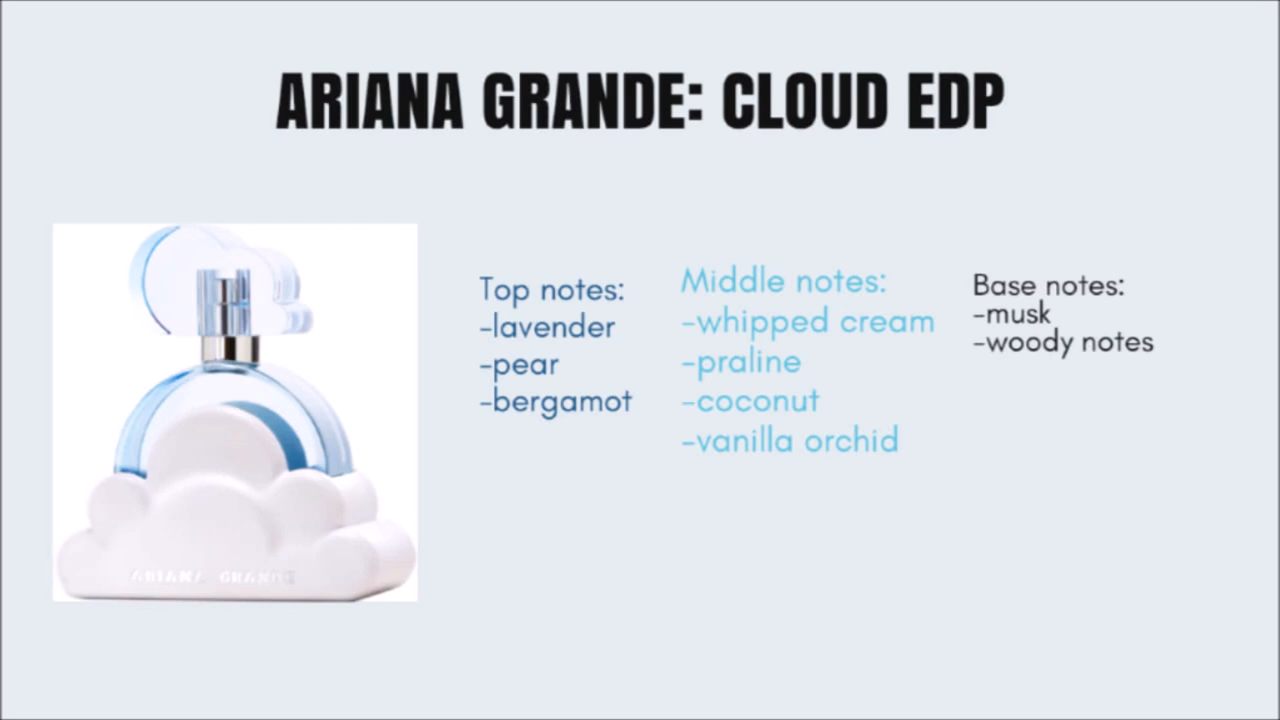 ARIANA GRANDE: CLOUD EDP
Top notes:
-lavender
-pear
-bergamot
Middle notes:
-whipped cream
-praline
-coconut
-vanilla orchid
Base notes:
-musk
-woody notes
ARIANA GRANDE